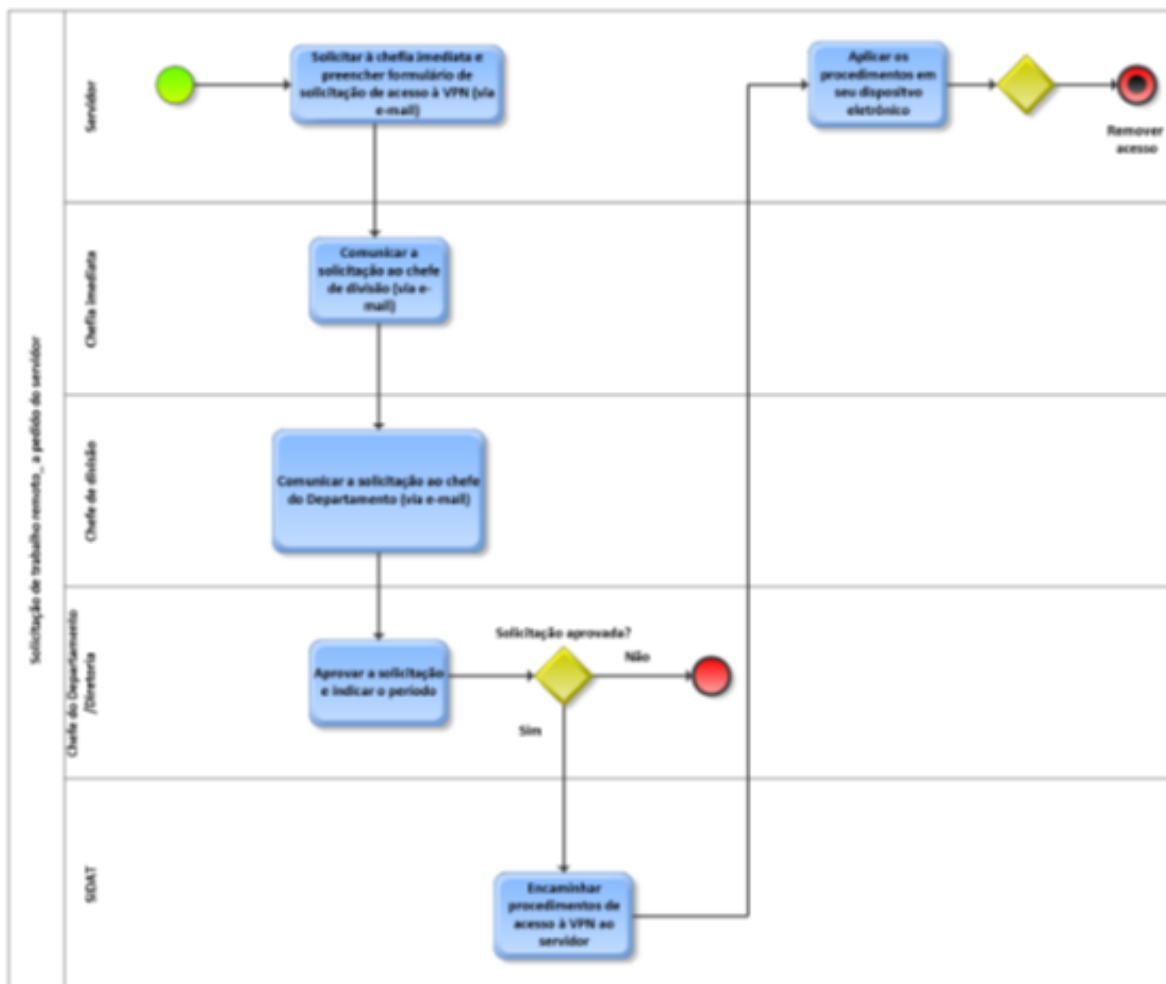 Solicitação de trabalho remoto_ a pedido do servidor
Servidor
Solicitar à chefia imediata e
preencher formulário de
solicitação de acesso à VPN (via
e-mail)
Aplicar os
procedimentos em
seu dispositvo
eletrônico
Remover
acesso
Chefia imediata
Comunicar a
solicitação ao chefe
de divisão (via e-
mail)
Chefe de divisão
Comunicar a solicitação ao chefe
do Departamento (via e-mail)
Chefe do Departamento
/Diretoria
Aprovar a solicitação
e indicar o período
Solicitação aprovada?
Não
Sim
SIDAT
Encaminhar
procedimentos de
acesso à VPN ao
servidor